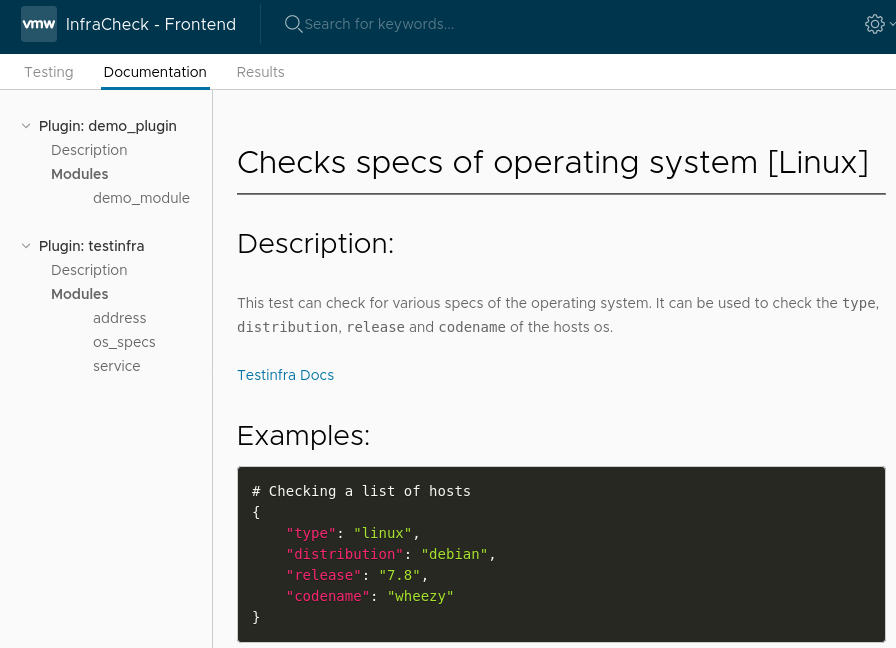 vmw InfraCheck - Frontend Search for keywords...
Testing Documentation Results
Plugin: demo_plugin
Description
Modules
demo_module
Plugin: testinfra
Description
Modules
address
os_specs
service
Checks specs of operating system [Linux]
Description:
This test can check for various specs of the operating system. It can be used to check the type,
distribution, release and codename of the hosts os.
Testinfra Docs
Examples:
# Checking a list of hosts
{
    "type": "linux",
    "distribution": "debian",
    "release": "7.8",
    "codename": "wheezy"
}